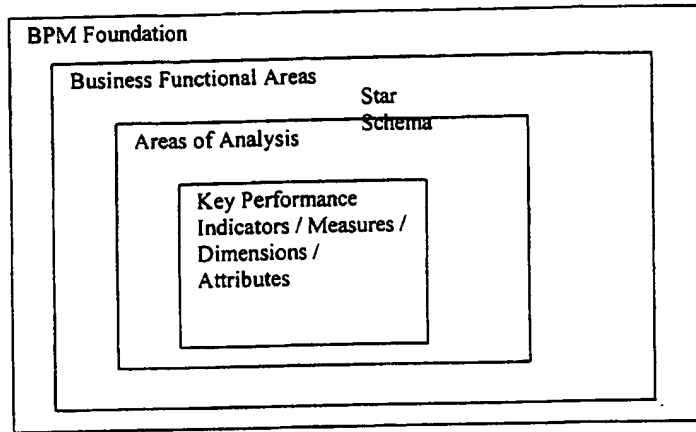 BPM Foundation
Business Functional Areas
Star
Schema
Areas of Analysis
Key Performance
Indicators / Measures /
Dimensions /
Attributes